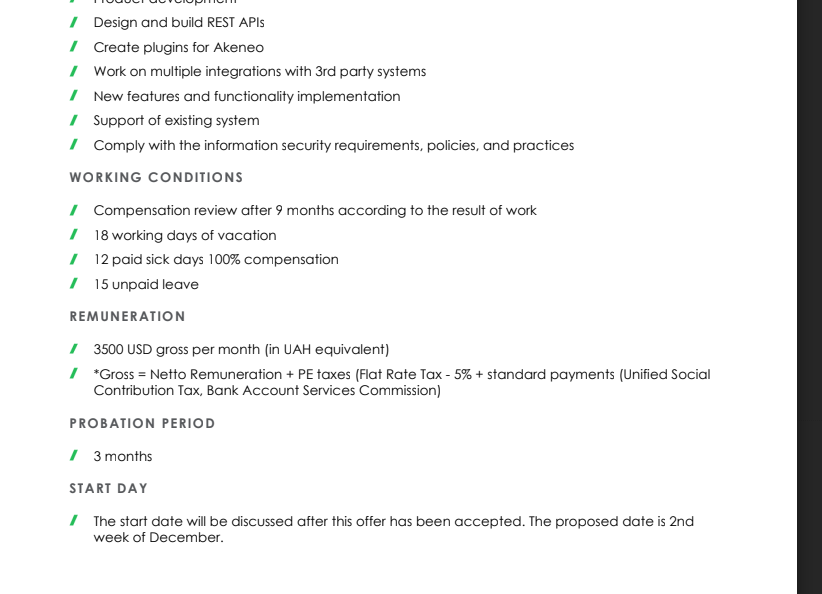 Product development
Design and build REST APIs
Create plugins for Akeneo
Work on multiple integrations with 3rd party systems
New features and functionality implementation
Support of existing system
Comply with the information security requirements, policies, and practices
WORKING CONDITIONS
Compensation review after 9 months according to the result of work
18 working days of vacation
12 paid sick days 100% compensation
15 unpaid leave
REMUNERATION
3500 USD gross per month (in UAH equivalent)
*Gross = Netto Remuneration + PE taxes (Flat Rate Tax - 5% + standard payments (Unified Social
Contribution Tax, Bank Account Services Commission)
PROBATION PERIOD
3 months
START DAY
The start date will be discussed after this offer has been accepted. The proposed date is 2nd
week of December.